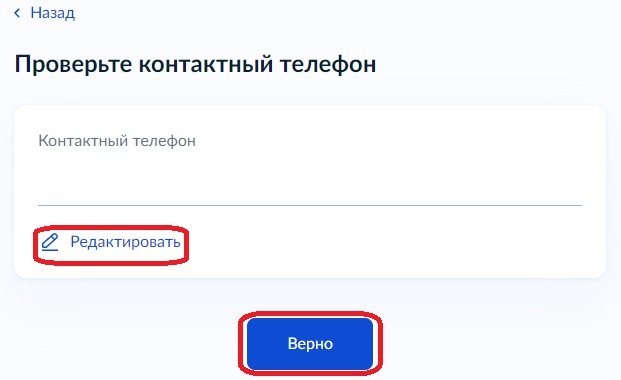 Назад
Проверьте контактный телефон
Контактный телефон
Редактировать
Верно